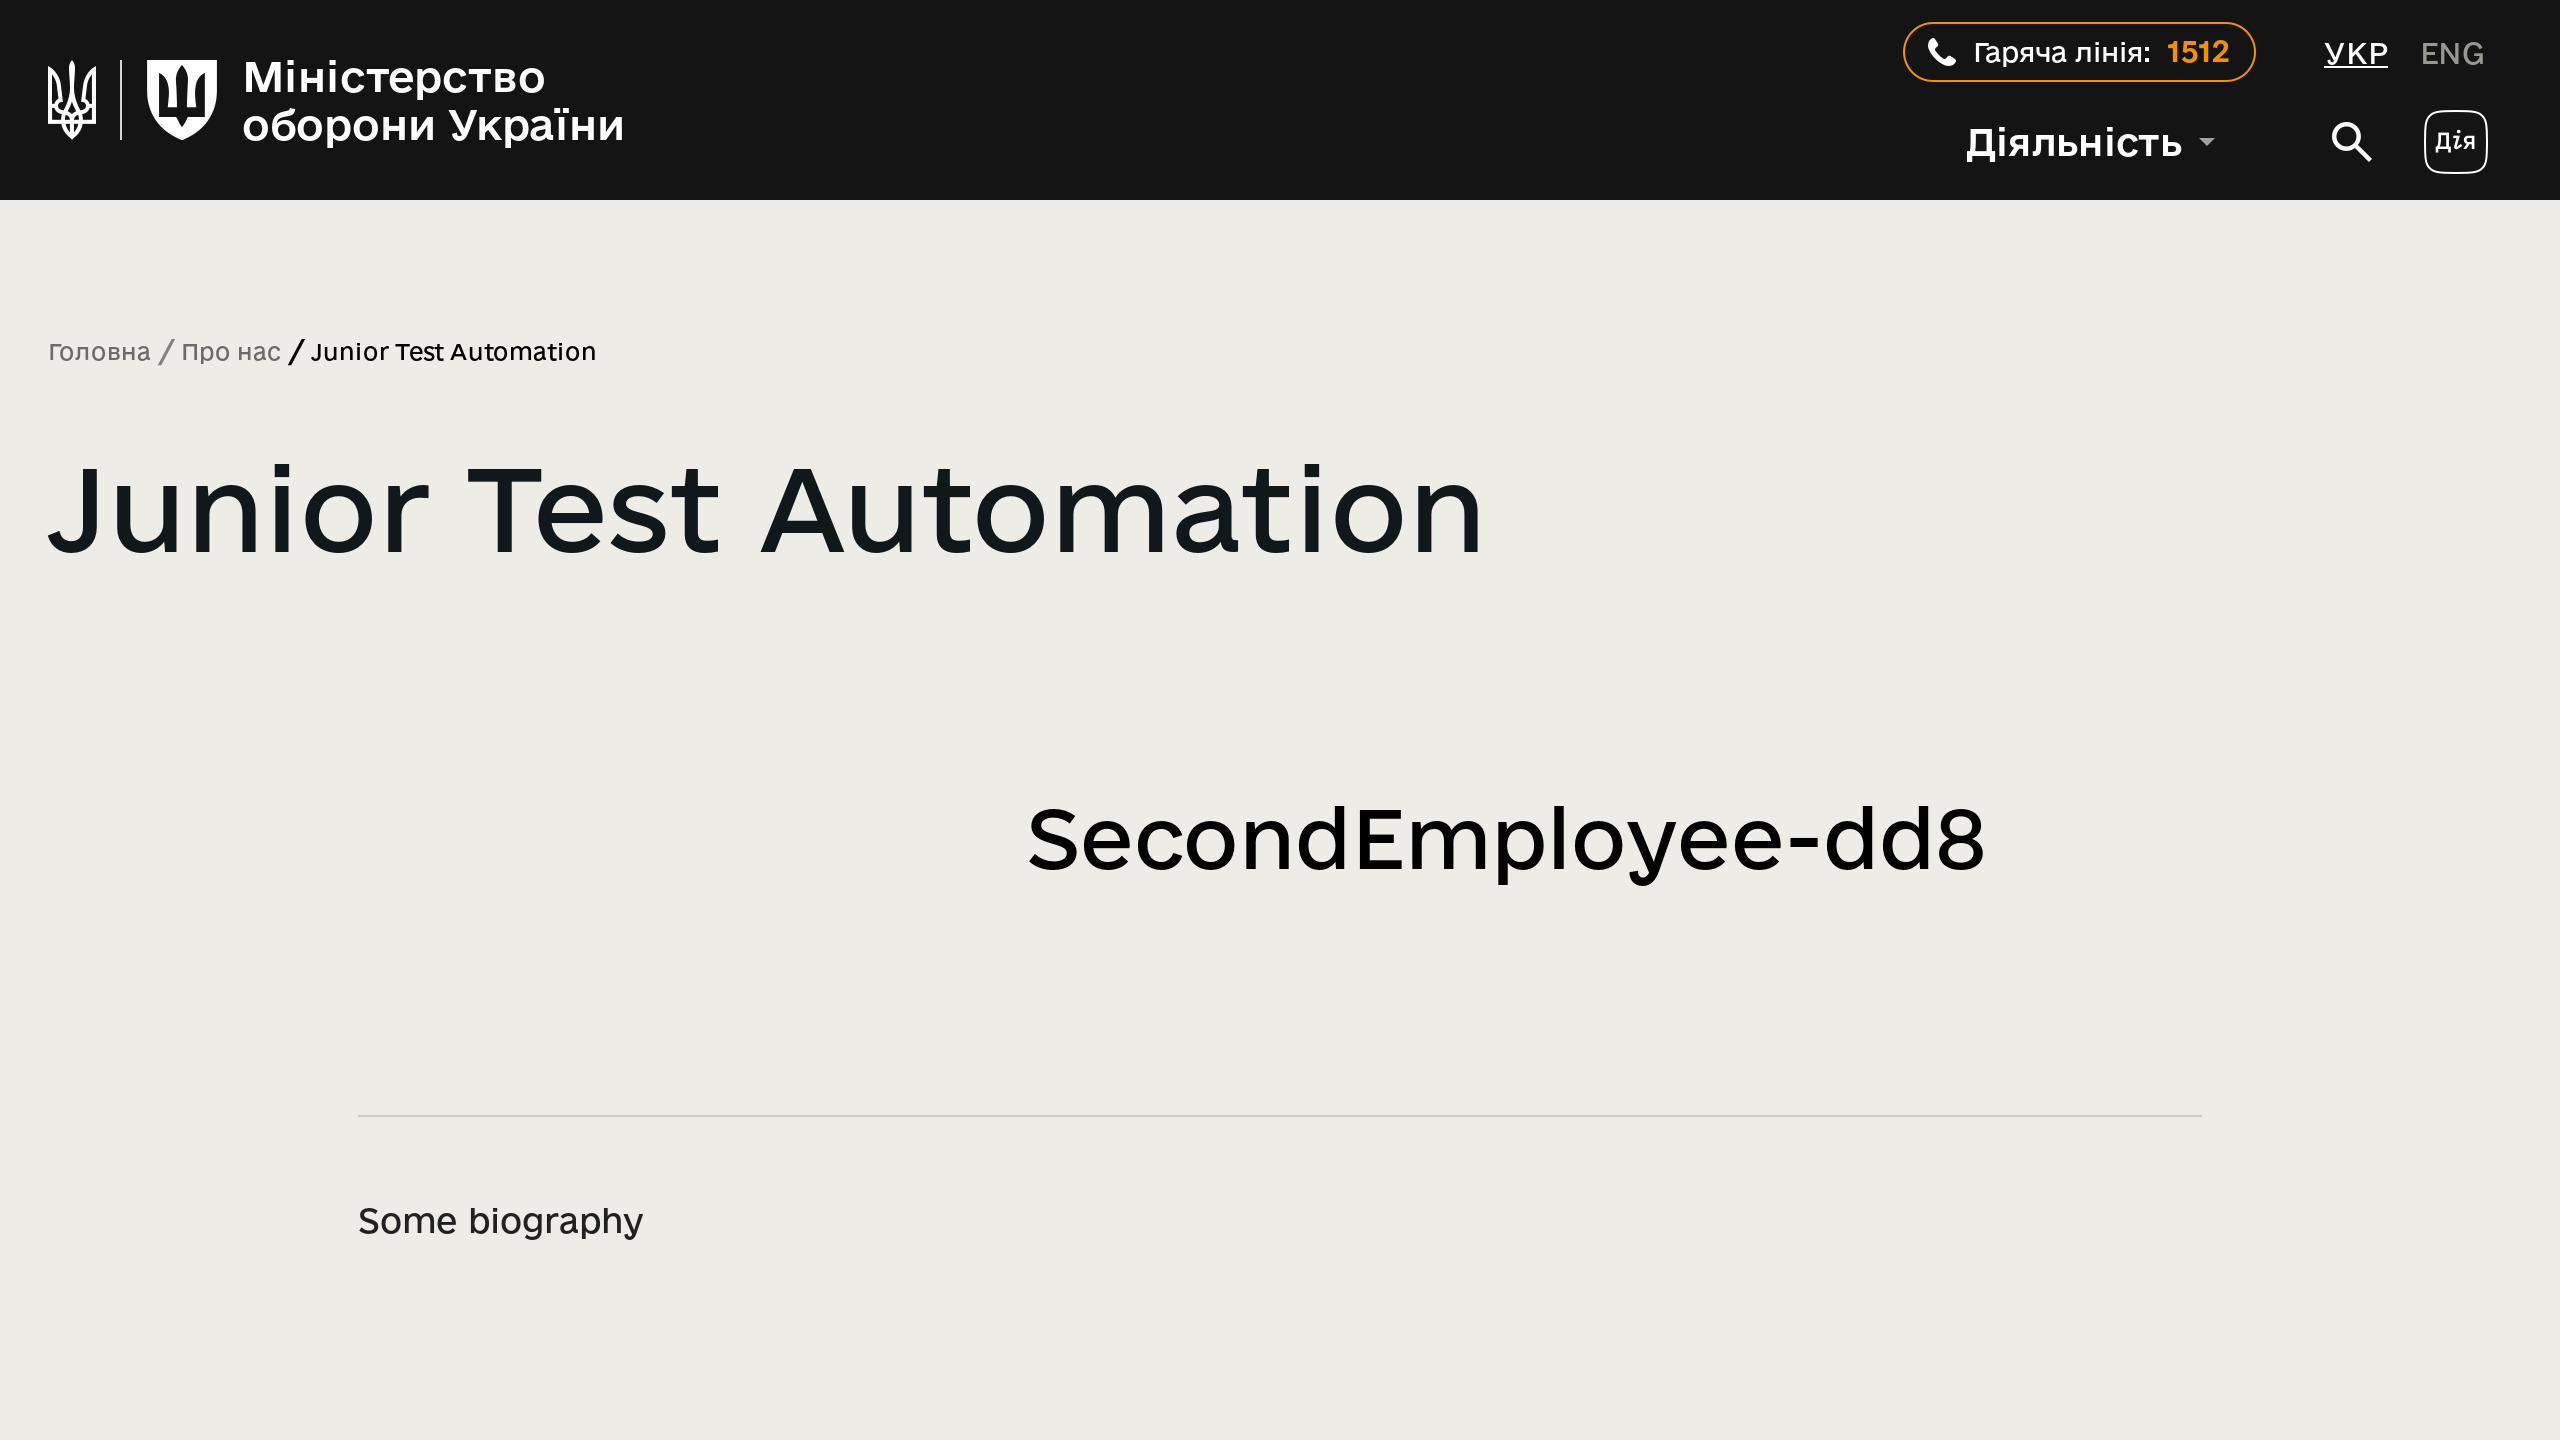 Міністерство
оборони України
Гаряча лінія: 1512
УКР ENG
Діяльність
Дія
Головна / Про нас / Junior Test Automation
Junior Test Automation
SecondEmployee-dd8
Some biography